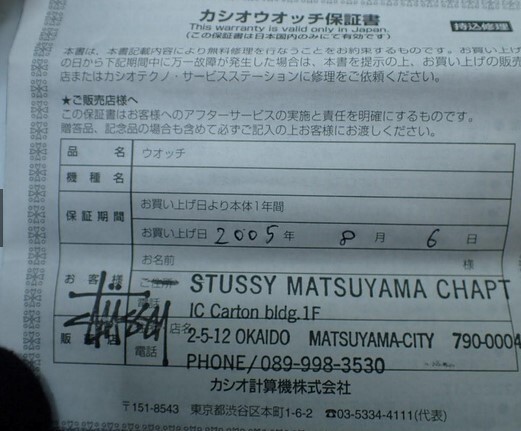 カシオウオッチ保証書
This warranty is valid only in Japan.
(この保証書は日本国内のみにて有効です)
持込修理
本書は、本書記載内容により無料修理を行なうことをお約束するものです。お買い上げ
の日から下記期間中に万一故障が発生した場合は、本書を提示の上、お買い上げの販売
店またはカシオテクノ・サービスステーションに修理をご依頼ください。
★ご販売店様へ
この保証書はお客様へのアフターサービスの実施と責任を明確にするものです。
贈答品、記念品の場合も含めて必ずご記入の上お客様にお渡しください。
品名 ウオッチ
機種名
保証期間 お買い上げ日より本体1年間
お買い上げ日 2005年 8月 6日
お客様 お名前 様
ご住所 STUSSY MATSUYAMA CHAPT
電話 IC Carton bldg.1F
STUSSY
販 店名 2-5-12 OKAIDO MATSUYAMA-CITY 790-0004
電話 PHONE/089-998-3530
カシオ計算機株式会社
〒151-8543 東京都渋谷区本町1-6-2 ☎03-5334-4111(代表)